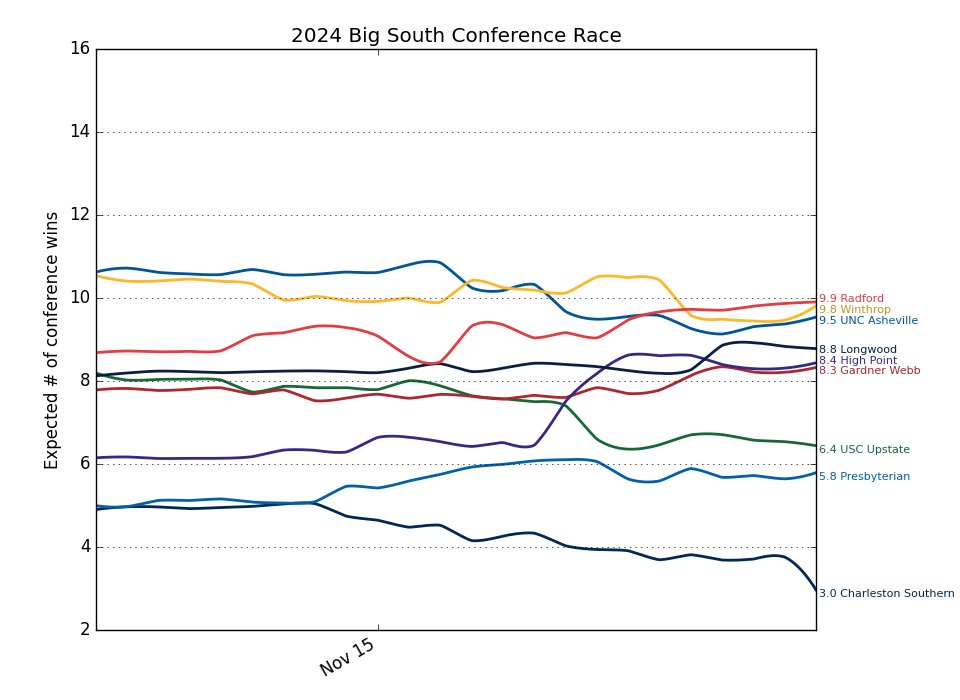 2024 Big South Conference Race
Expected # of conference wins
16
14
12
10
8
6
4
2
Nov 15
9.9 Radford
9.8 Winthrop
9.5 UNC Asheville
8.8 Longwood
8.4 High Point
8.3 Gardner Webb
6.4 USC Upstate
5.8 Presbyterian
3.0 Charleston Southern